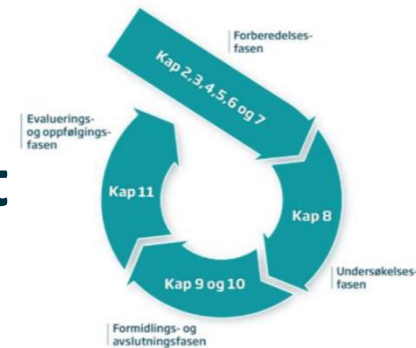 Forberedelses-
fasen
Kap 2,3,4,5,6 og 7
Evaluerings-
og oppfølgings-
fasen
t
Kap 11
Kap 8
Kap 9 og 10
Undersøkelses-
fasen
Formidlings- og
avslutningsfasen